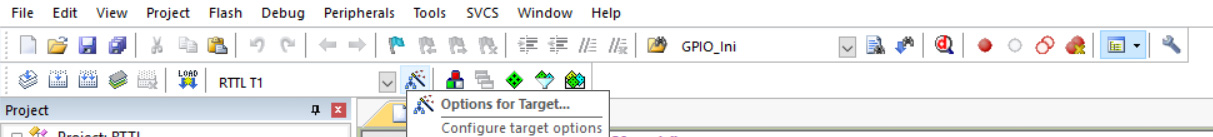 File Edit View Project Flash Debug Peripherals Tools SVCS Window Help
GPIO_Ini
LOAD RTTL T1
Project
Options for Target...
Project: RTTL
Configure target options